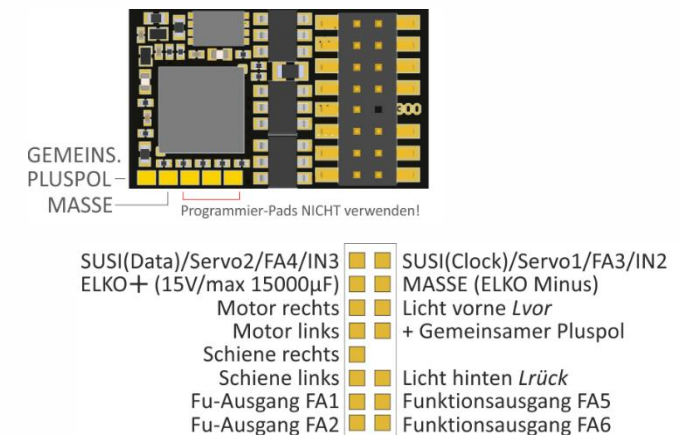 300
GEMEINS.
PLUSPOL
MASSE
Programmier-Pads NICHT verwenden!
SUSI(Data)/Servo2/FA4/IN3 SUSI(Clock)/Servo1/FA3/IN2
ELKO+ (15V/max 15000µF) MASSE (ELKO Minus)
Motor rechts Licht vorne Lvor
Motor links + Gemeinsamer Pluspol
Schiene rechts
Schiene links Licht hinten Lrück
Fu-Ausgang FA1 Funktionsausgang FA5
Fu-Ausgang FA2 Funktionsausgang FA6